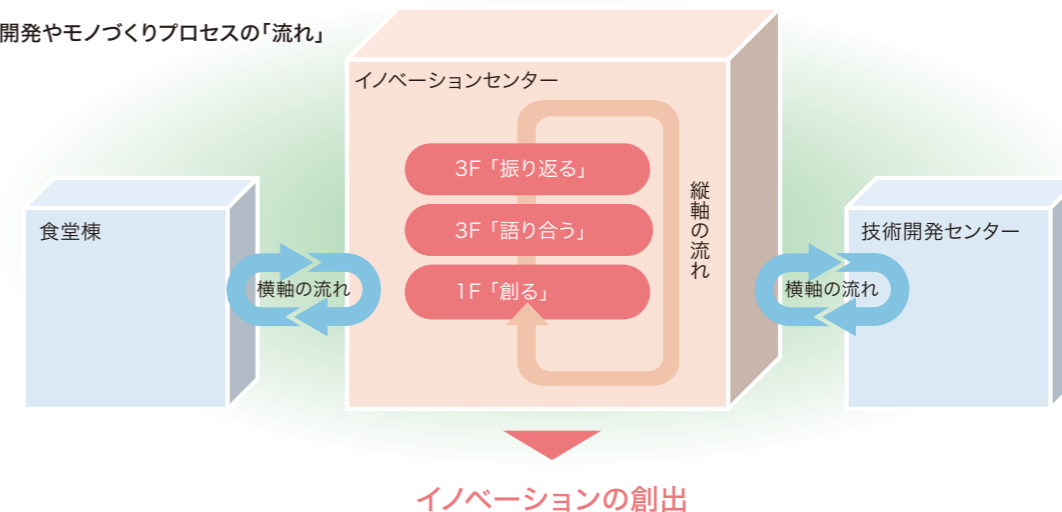 開発やモノづくりプロセスの「流れ」
イノベーションセンター
3F「振り返る」
3F「語り合う」
1F「創る」
縦軸の流れ
食堂棟
横軸の流れ
技術開発センター
横軸の流れ
イノベーションの創出